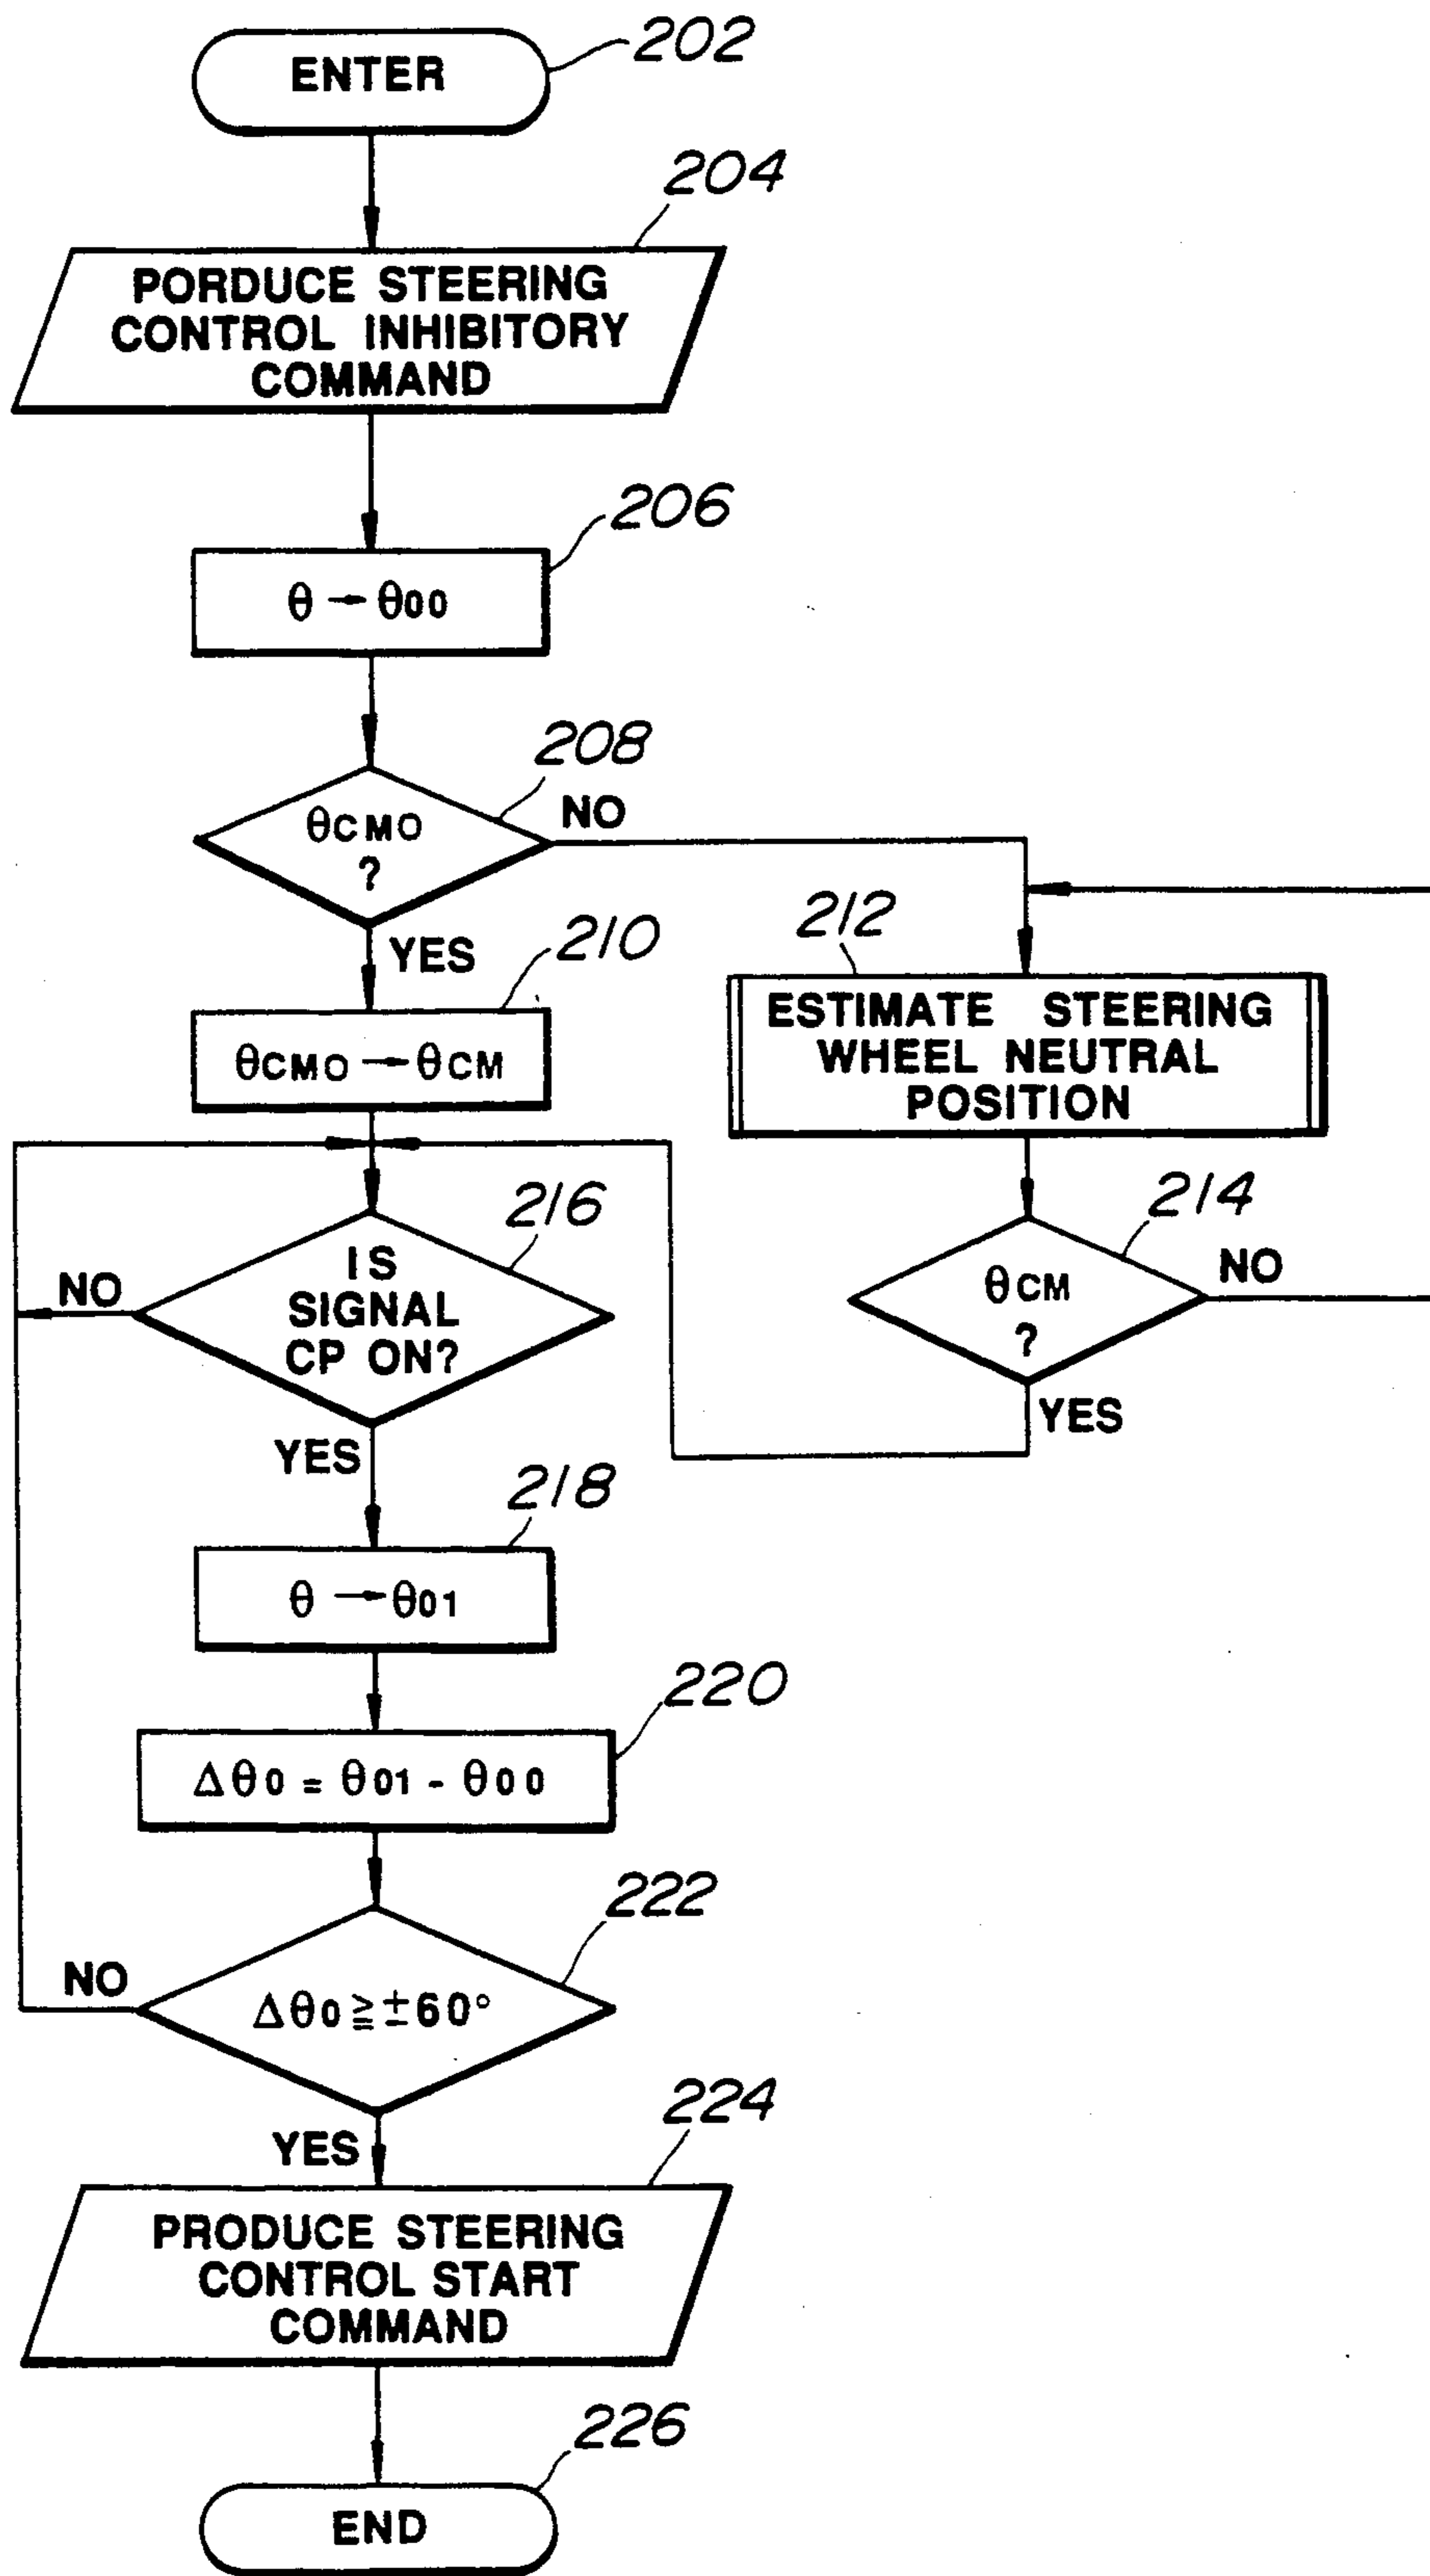 ENTER
202
204
PORDUCE STEERING
CONTROL INHIBITORY
COMMAND
206
θ → θ00
208
θCMO
?
NO
YES
210
θCMO → θCM
212
ESTIMATE STEERING
WHEEL NEUTRAL
POSITION
214
θCM
?
NO
YES
216
IS
SIGNAL
CP ON?
NO
YES
218
θ → θ01
220
Δθ0 = θ01 - θ00
222
Δθ0 ≧ ±60°
NO
YES
224
PRODUCE STEERING
CONTROL START
COMMAND
226
END